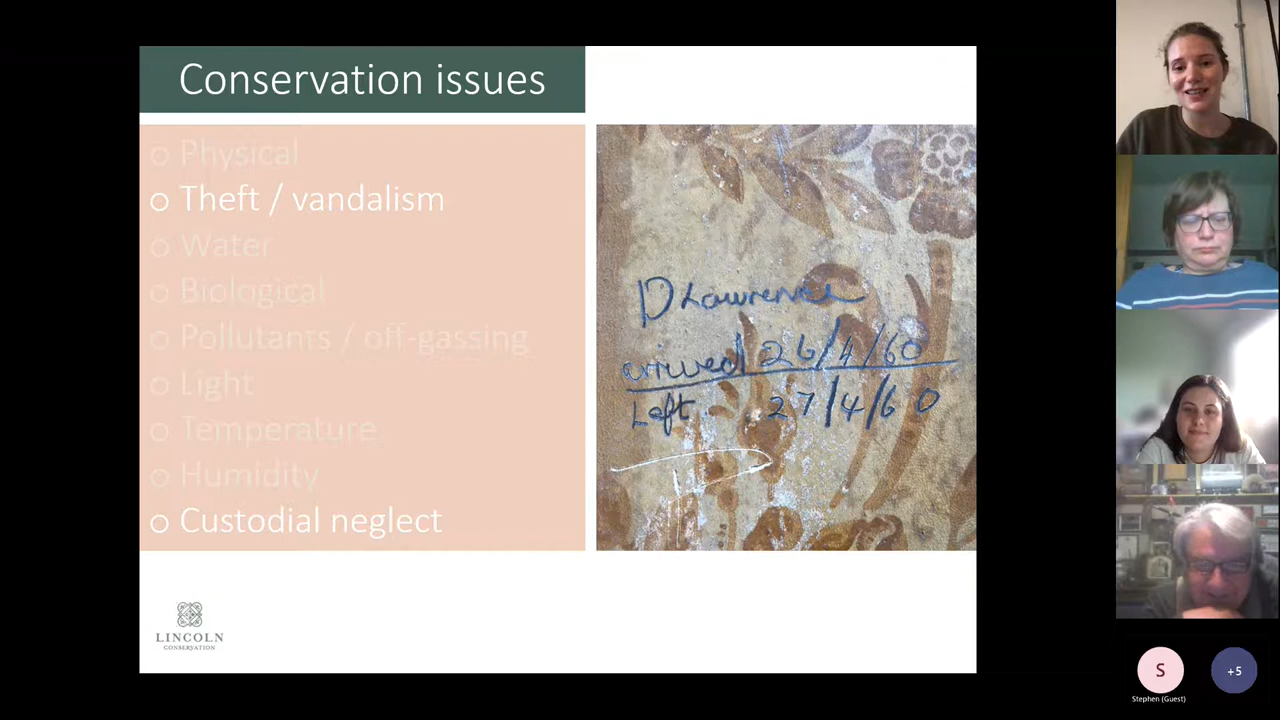 Conservation issues
o Physical
o Theft / vandalism
o Water
o Biological
o Pollutants / off-gassing
o Light
o Temperature
o Humidity
o Custodial neglect
D Lawrence
arrived 26/4/60
Left 27/4/60
LINCOLN
CONSERVATION
S
Stephen (Guest)
+5